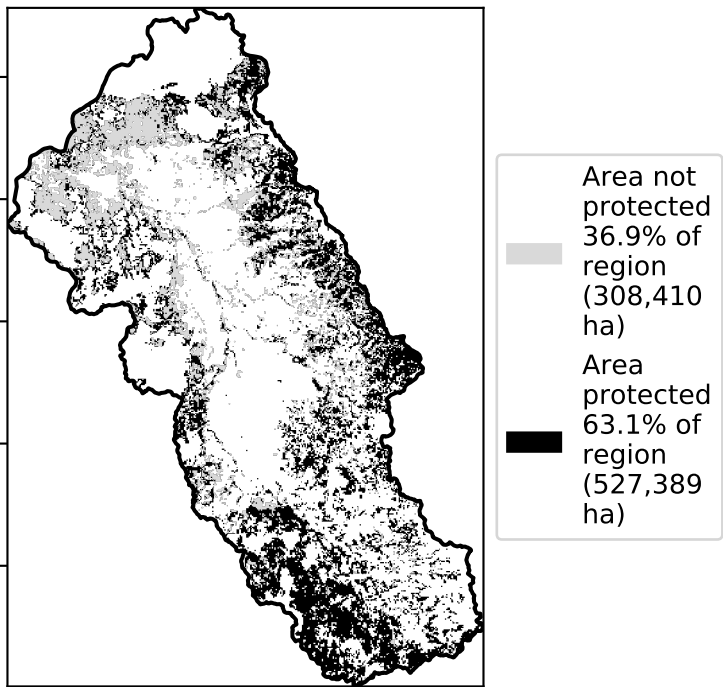 Area not
protected
36.9% of
region
(308,410
ha)
Area
protected
63.1% of
region
(527,389
ha)